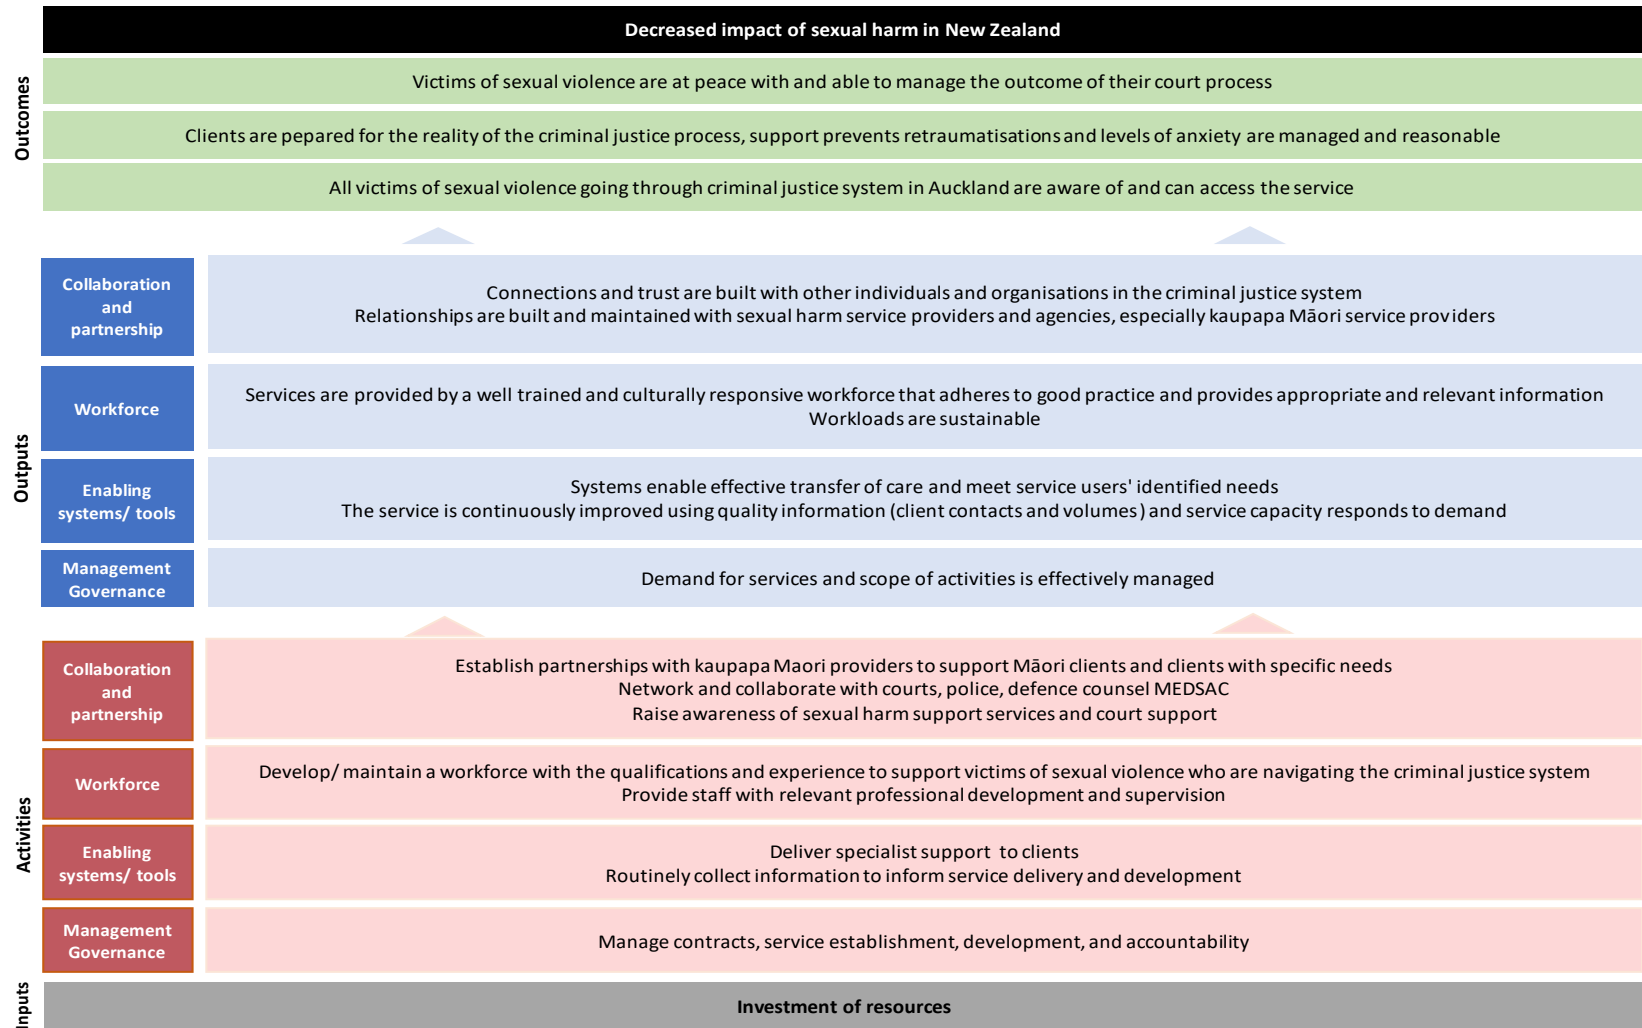 Decreased impact of sexual harm in New Zealand
Outcomes
Victims of sexual violence are at peace with and able to manage the outcome of their court process
Clients are pepared for the reality of the criminal justice process, support prevents retraumatisations and levels of anxiety are managed and reasonable
All victims of sexual violence going through criminal justice system in Auckland are aware of and can access the service
Outputs
Collaboration
and
partnership
Connections and trust are built with other individuals and organisations in the criminal justice system
Relationships are built and maintained with sexual harm service providers and agencies, especially kaupapa Māori service providers
Workforce
Services are provided by a well trained and culturally responsive workforce that adheres to good practice and provides appropriate and relevant information
Workloads are sustainable
Enabling
systems/ tools
Systems enable effective transfer of care and meet service users' identified needs
The service is continuously improved using quality information (client contacts and volumes) and service capacity responds to demand
Management
Governance
Demand for services and scope of activities is effectively managed
Activities
Collaboration
and
partnership
Establish partnerships with kaupapa Maori providers to support Māori clients and clients with specific needs
Network and collaborate with courts, police, defence counsel MEDSAC
Raise awareness of sexual harm support services and court support
Workforce
Develop/ maintain a workforce with the qualifications and experience to support victims of sexual violence who are navigating the criminal justice system
Provide staff with relevant professional development and supervision
Enabling
systems/ tools
Deliver specialist support to clients
Routinely collect information to inform service delivery and development
Management
Governance
Manage contracts, service establishment, development, and accountability
Inputs
Investment of resources